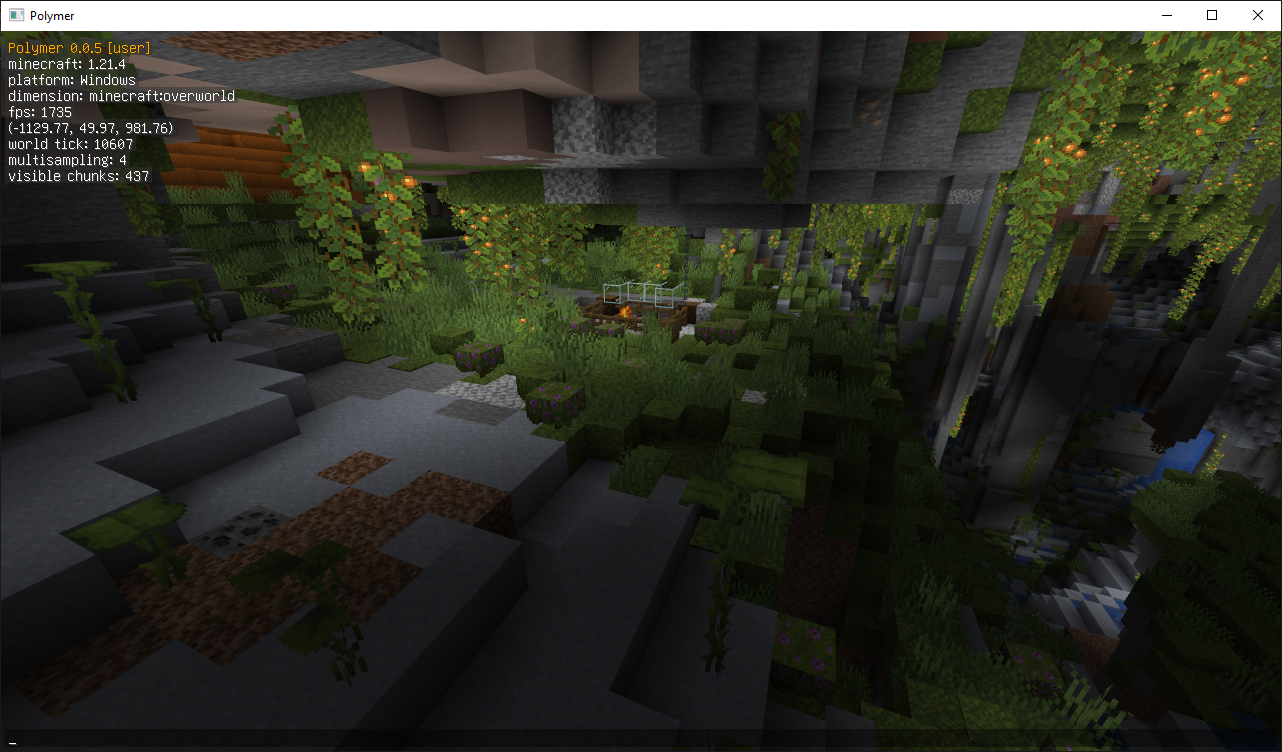 Polymer
Polymer 0.0.5 [user]
minecraft: 1.21.4
platform: Windows
dimension: minecraft:overworld
fps: 1735
(-1129.77, 49.97, 981.76)
world tick: 10607
multisampling: 4
visible chunks: 437
_